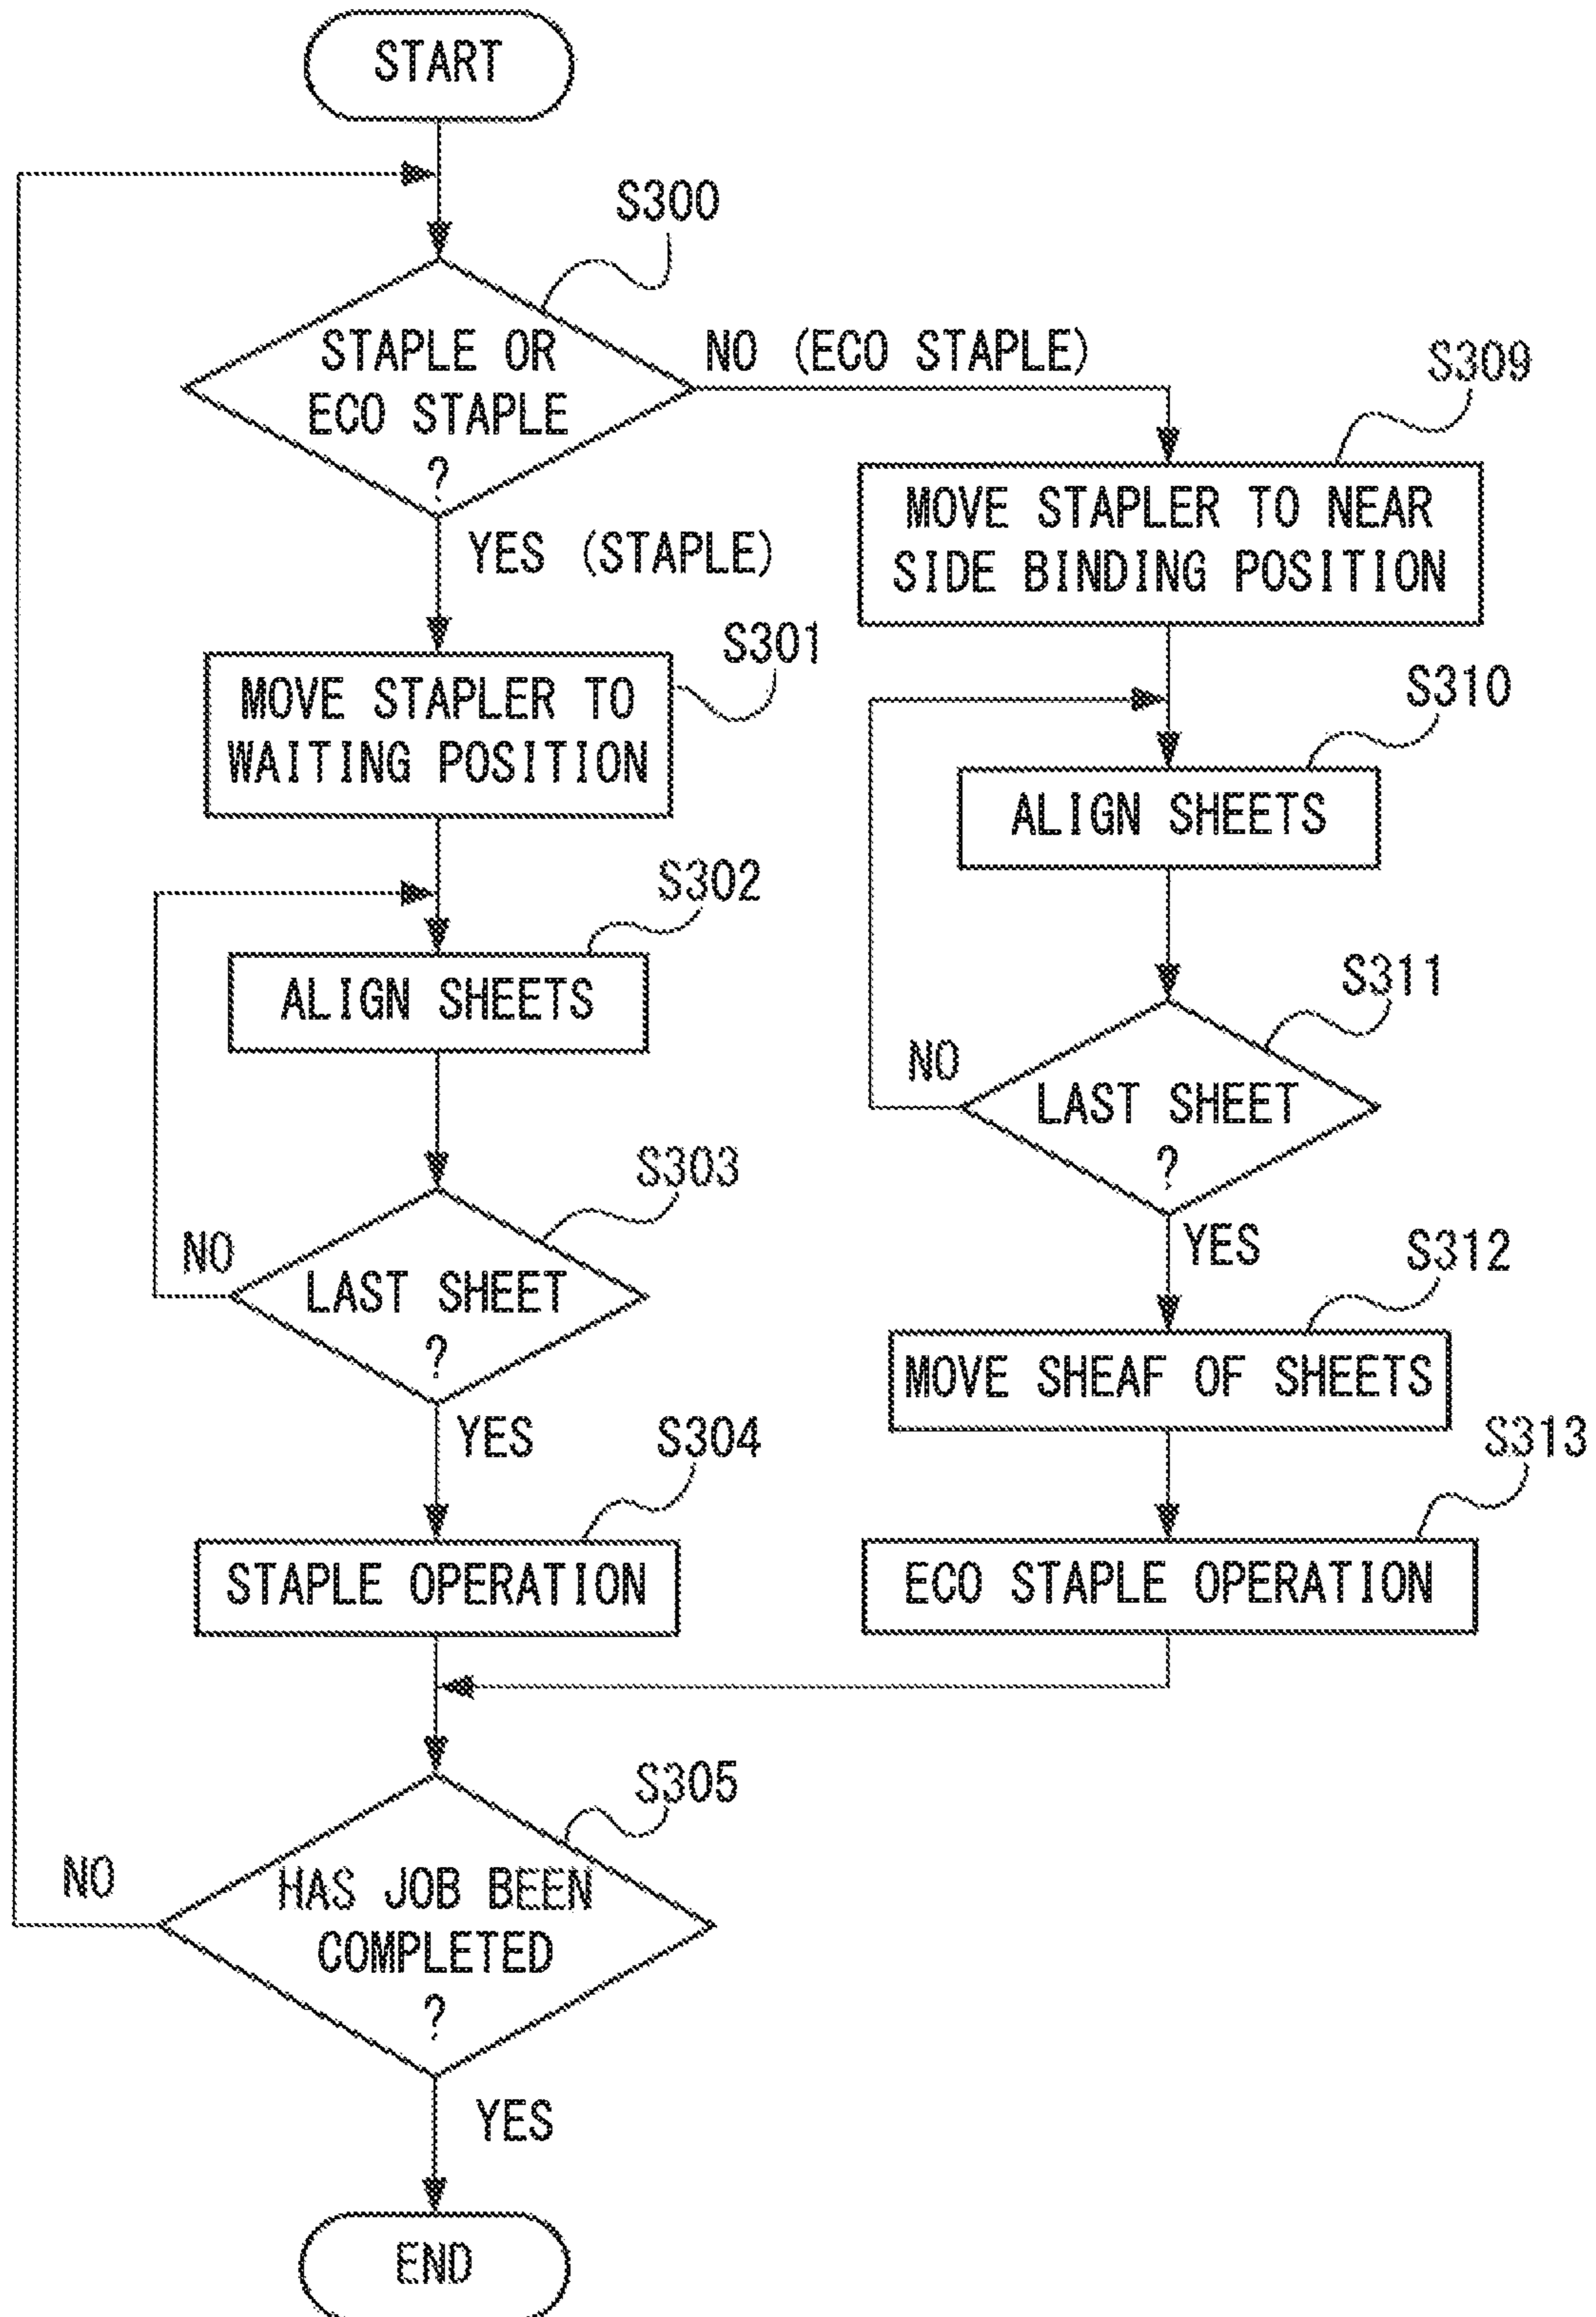 START
S300
STAPLE OR
ECO STAPLE
?
NO (ECO STAPLE)
YES (STAPLE)
S309
MOVE STAPLER TO NEAR
SIDE BINDING POSITION
S301
MOVE STAPLER TO
WAITING POSITION
S310
ALIGN SHEETS
S302
ALIGN SHEETS
S311
NO
LAST SHEET
?
YES
S303
NO
LAST SHEET
?
YES
S312
MOVE SHEAF OF SHEETS
S304
STAPLE OPERATION
S313
ECO STAPLE OPERATION
S305
NO
HAS JOB BEEN
COMPLETED
?
YES
END